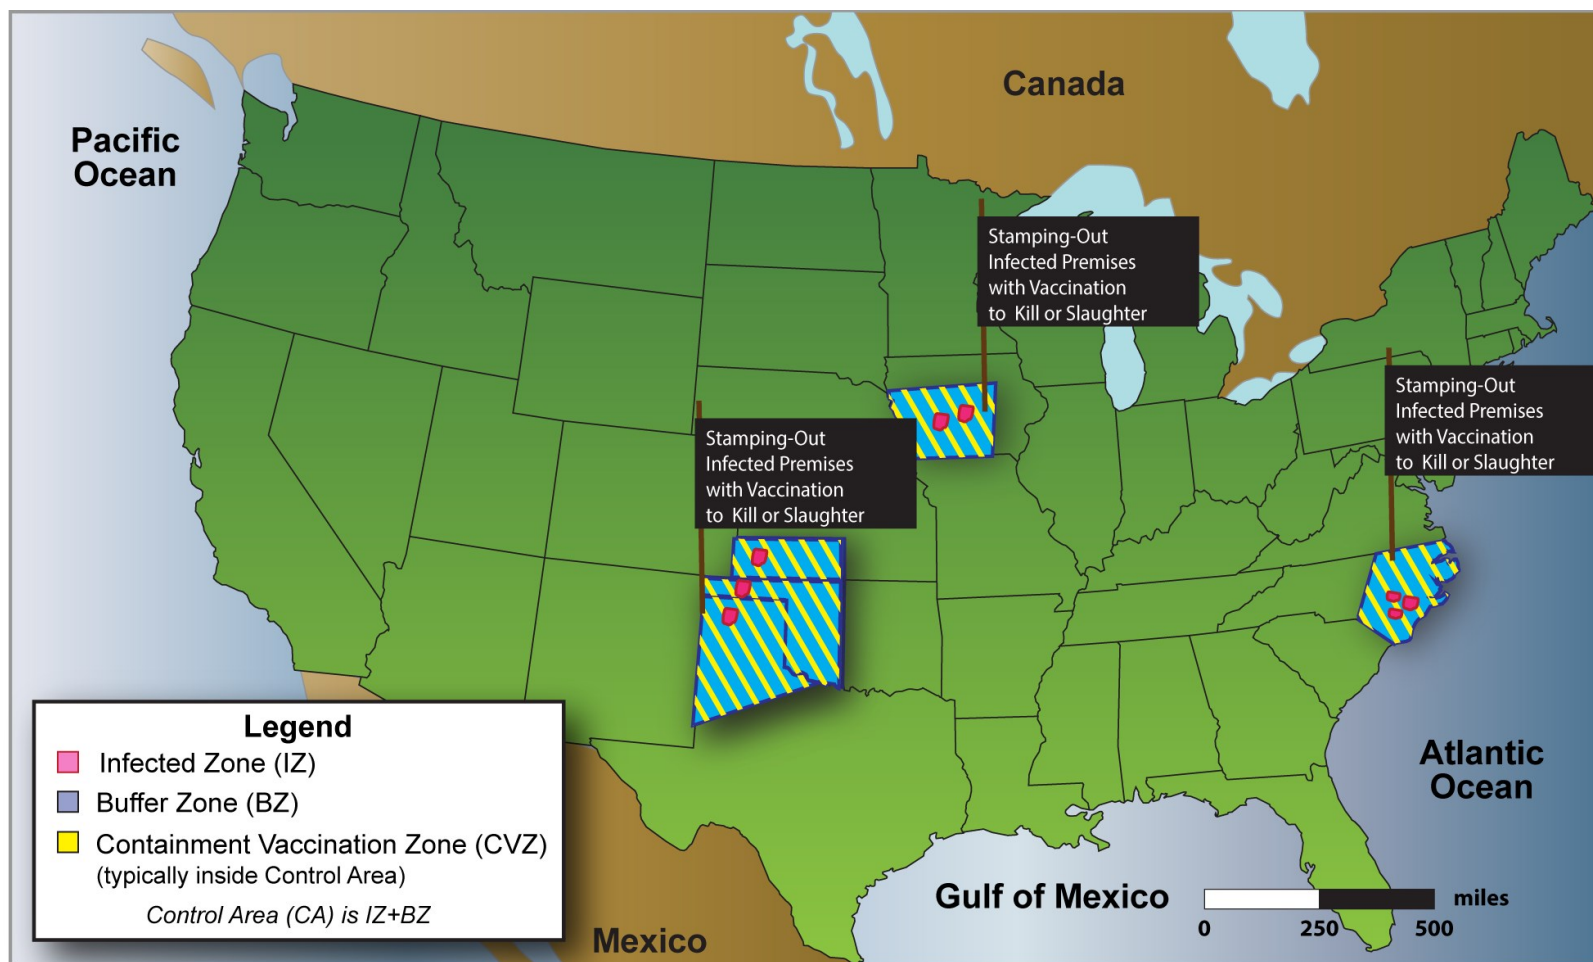 Canada
Pacific
Ocean
Stamping-Out
Infected Premises
with Vaccination
to Kill or Slaughter
Stamping-Out
Infected Premises
with Vaccination
to Kill or Slaughter
Stamping-Out
Infected Premises
with Vaccination
to Kill or Slaughter
Legend
Infected Zone (IZ)
Buffer Zone (BZ)
Containment Vaccination Zone (CVZ)
(typically inside Control Area)
Control Area (CA) is IZ+BZ
Atlantic
Ocean
Gulf of Mexico
miles
0 250 500
Mexico